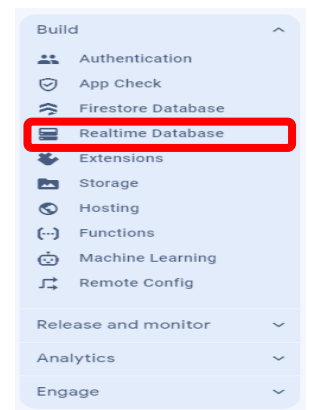 Build
Authentication
App Check
Firestore Database
Realtime Database
Extensions
Storage
Hosting
Functions
Machine Learning
Remote Config
Release and monitor
Analytics
Engage